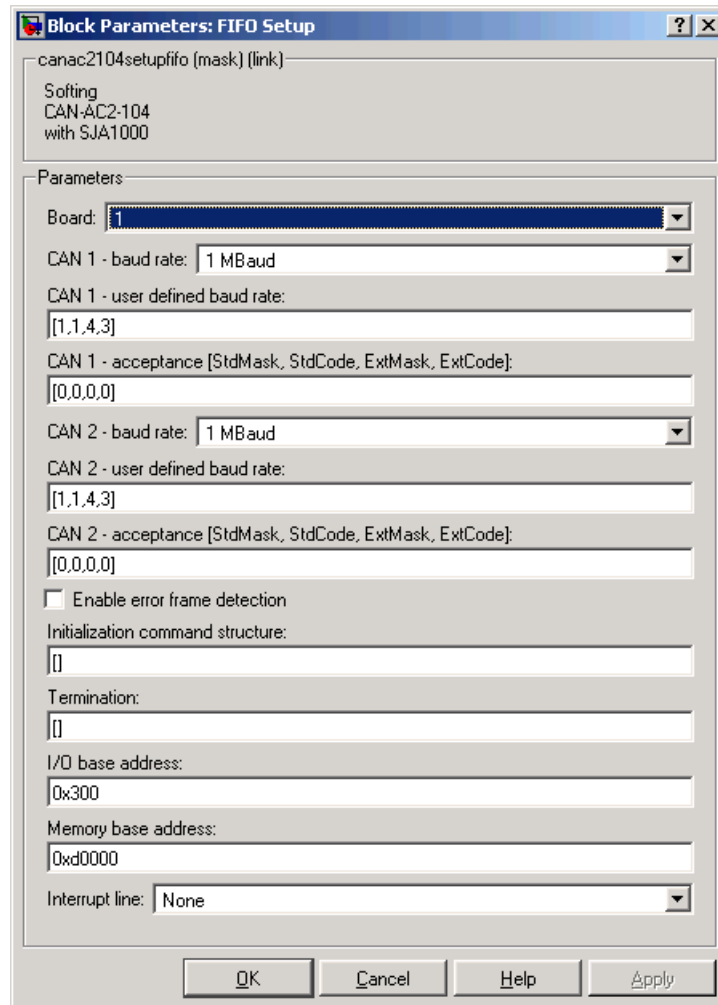 Block Parameters: FIFO Setup
canac2104setupfifo (mask) (link)
Softing
CAN-AC2-104
with SJA1000
Parameters
Board: 1
CAN 1 - baud rate: 1 MBaud
CAN 1 - user defined baud rate:
[1,1,4,3]
CAN 1 - acceptance [StdMask, StdCode, ExtMask, ExtCode]:
[0,0,0,0]
CAN 2 - baud rate: 1 MBaud
CAN 2 - user defined baud rate:
[1,1,4,3]
CAN 2 - acceptance [StdMask, StdCode, ExtMask, ExtCode]:
[0,0,0,0]
Enable error frame detection
Initialization command structure:
[]
Termination:
[]
I/O base address:
0x300
Memory base address:
0xd0000
Interrupt line: None
OK Cancel Help Apply